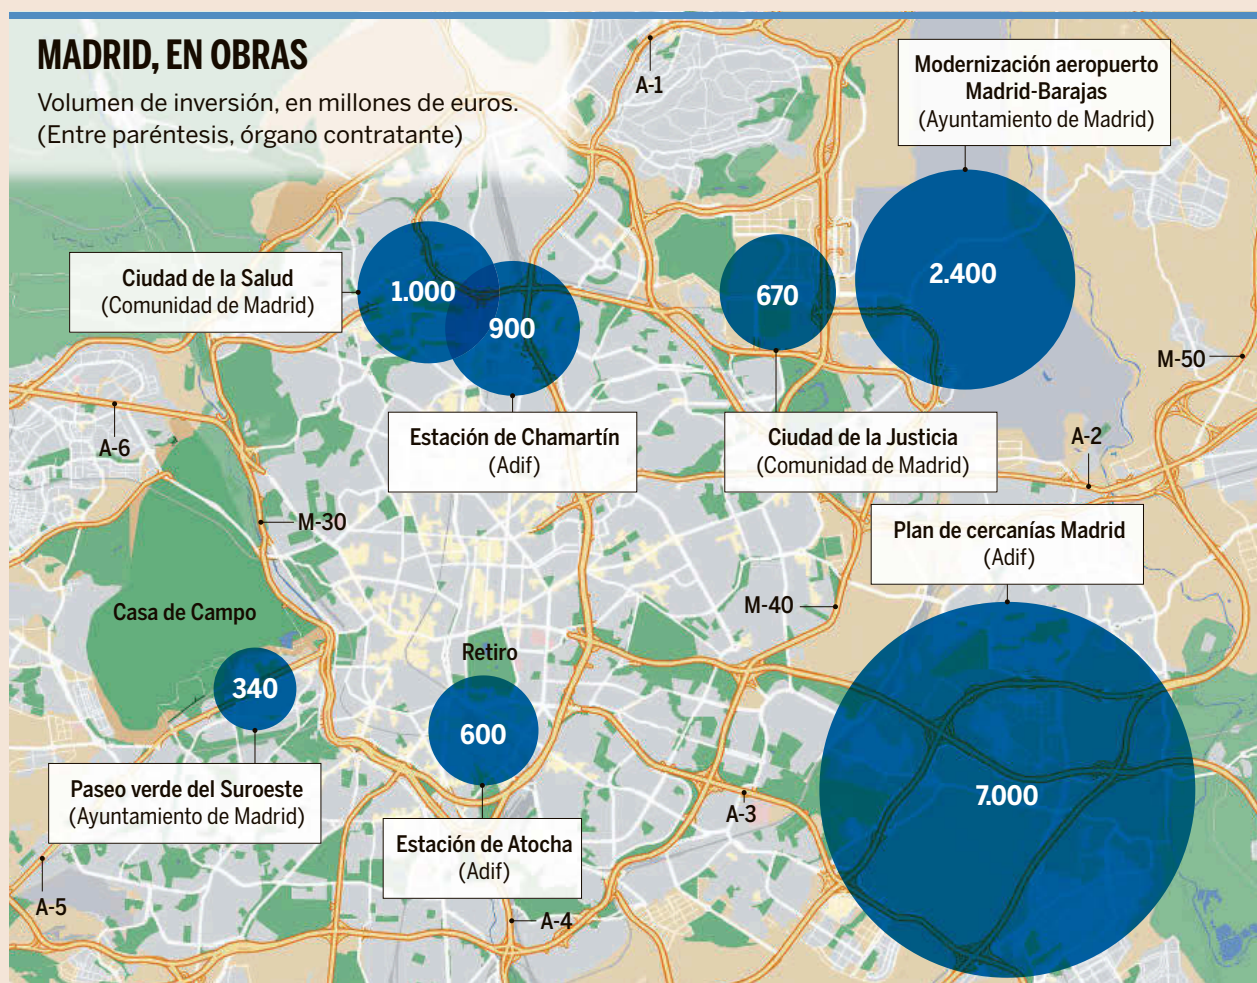 MADRID, EN OBRAS
Volumen de inversión, en millones de euros.
(Entre paréntesis, órgano contratante)
A-1
Modernización aeropuerto
Madrid-Barajas
(Ayuntamiento de Madrid)
2.400
Ciudad de la Salud
(Comunidad de Madrid)
1.000
900
670
Estación de Chamartín
(Adif)
Ciudad de la Justicia
(Comunidad de Madrid)
M-50
A-6
A-2
M-30
Plan de cercanías Madrid
(Adif)
Casa de Campo
M-40
Retiro
340
600
7.000
Paseo verde del Suroeste
(Ayuntamiento de Madrid)
Estación de Atocha
(Adif)
A-3
A-5
A-4